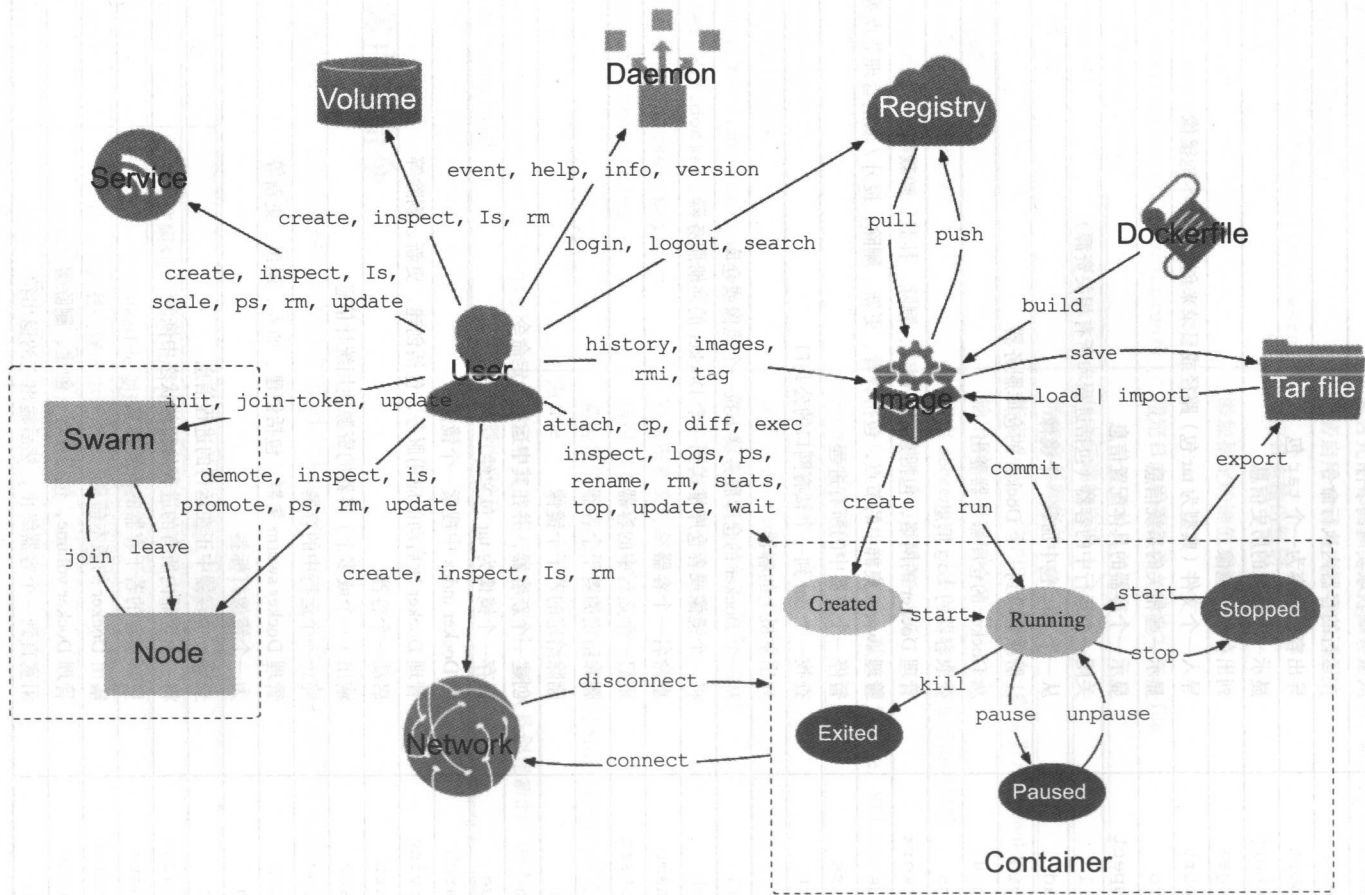 Daemon
Volume
Registry
Service
event, help, info, version
create, inspect, Is, rm
login, logout, search
pull
push
Dockerfile
create, inspect, Is,
scale, ps, rm, update
build
User
history, images,
rmi, tag
save
Image
load | import
Tar file
init, join-token, update
Swarm
attach, cp, diff, exec
inspect, logs, ps,
rename, rm, stats,
top, update, wait
demote, inspect, is,
promote, ps, rm, update
commit
export
create
run
join
leave
create, inspect, Is, rm
Created
start
Running
start
Stopped
stop
Node
disconnect
kill
pause
unpause
Exited
Network
connect
Paused
Container